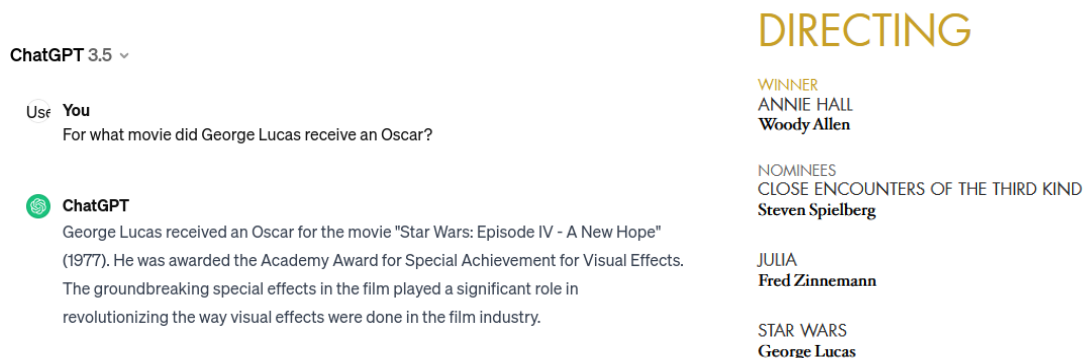 ChatGPT 3.5
Use
You
For what movie did George Lucas receive an Oscar?
ChatGPT
George Lucas received an Oscar for the movie "Star Wars: Episode IV - A New Hope"
(1977). He was awarded the Academy Award for Special Achievement for Visual Effects.
The groundbreaking special effects in the film played a significant role in
revolutionizing the way visual effects were done in the film industry.
DIRECTING
WINNER
ANNIE HALL
Woody Allen
NOMINEES
CLOSE ENCOUNTERS OF THE THIRD KIND
Steven Spielberg
JULIA
Fred Zinnemann
STAR WARS
George Lucas